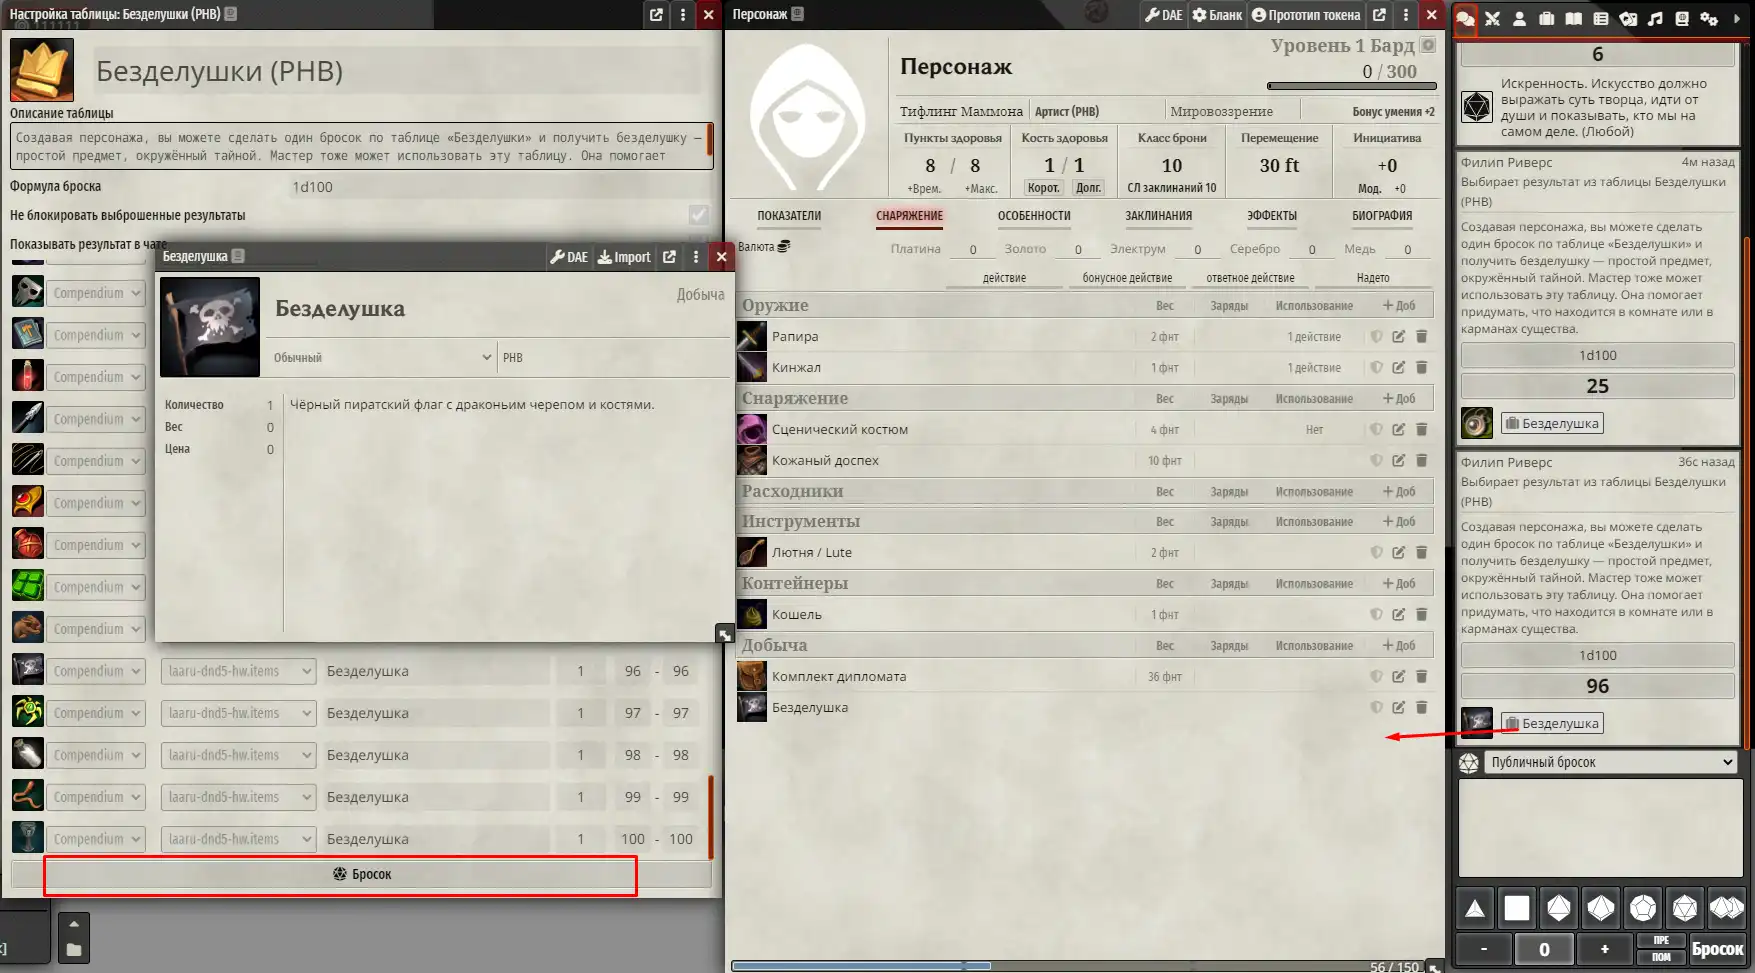 Настройка таблицы: Безделушки (PHB)
Безделушки (PHB)
Описание таблицы
Создавая персонажа, вы можете сделать один бросок по таблице «Безделушки» и получить безделушку —
простой предмет, окружённый тайной. Мастер тоже может использовать эту таблицу. Она помогает
Формула броска
1d100
Не блокировать выброшенные результаты
Показывать результат в чате
Compendium
Compendium
Compendium
Compendium
Compendium
Compendium
Compendium
Compendium
Compendium
Compendium laaru-dnd5-hw.items Безделушка 1 96 - 96
Compendium laaru-dnd5-hw.items Безделушка 1 97 - 97
Compendium laaru-dnd5-hw.items Безделушка 1 98 - 98
Compendium laaru-dnd5-hw.items Безделушка 1 99 - 99
Compendium laaru-dnd5-hw.items Безделушка 1 100 - 100
Бросок
Безделушка
DAE Import
Безделушка
Добыча
Обычный PHB
Количество 1
Вес 0
Цена 0
Чёрный пиратский флаг с драконьим черепом и костями.
Персонаж
DAE Бланк Прототип токена
Персонаж
Уровень 1 Бард
0 / 300
Тифлинг Маммона Артист (PHB) Мировоззрение Бонус умения +2
Пункты здоровья Кость здоровья Класс брони Перемещение Инициатива
8 / 8 1 / 1 10 30 ft +0
+Врем. +Макс. Корот. Долг. СЛ заклинаний 10 Мод. +0
ПОКАЗАТЕЛИ СНАРЯЖЕНИЕ ОСОБЕННОСТИ ЗАКЛИНАНИЯ ЭФФЕКТЫ БИОГРАФИЯ
Валюта Платина 0 Золото 0 Электрум 0 Серебро 0 Медь 0
действие бонусное действие ответное действие Надето
Оружие Вес Заряды Использование + Доб
Рапира 2 фнт 1 действие
Кинжал 1 фнт 1 действие
Снаряжение Вес Заряды Использование + Доб
Сценический костюм 4 фнт Нет
Кожаный доспех 10 фнт
Расходники Вес Заряды Использование + Доб
Инструменты Вес Заряды Использование + Доб
Лютня / Lute 2 фнт
Контейнеры Вес Заряды Использование + Доб
Кошель 1 фнт
Добыча Вес Заряды Использование + Доб
Комплект дипломата 36 фнт
Безделушка
56 / 150
6
Искренность. Искусство должно
выражать суть творца, идти от
души и показывать, кто мы на
самом деле. (Любой)
Филип Риверс 4м назад
Выбирает результат из таблицы Безделушки
(PHB)
Создавая персонажа, вы можете сделать
один бросок по таблице «Безделушки» и
получить безделушку — простой предмет,
окружённый тайной. Мастер тоже может
использовать эту таблицу. Она помогает
придумать, что находится в комнате или в
карманах существа.
1d100
25
Безделушка
Филип Риверс 36с назад
Выбирает результат из таблицы Безделушки
(PHB)
Создавая персонажа, вы можете сделать
один бросок по таблице «Безделушки» и
получить безделушку — простой предмет,
окружённый тайной. Мастер тоже может
использовать эту таблицу. Она помогает
придумать, что находится в комнате или в
карманах существа.
1d100
96
Безделушка
Публичный бросок
- 0 + ПРЕ ПОМ Бросок